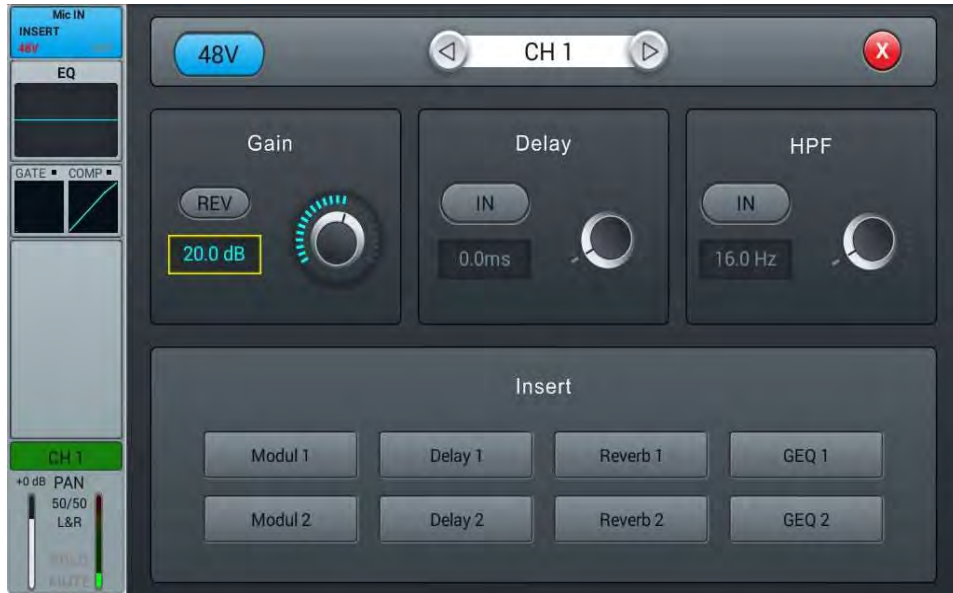 Mic IN
INSERT
48V
EQ
GATE COMP
CH 1
+0 dB PAN
50/50
L&R
SOLO
MUTE
48V
CH 1
X
Gain
REV
20.0 dB
Delay
IN
0.0ms
HPF
IN
16.0 Hz
Insert
Modul 1 Delay 1 Reverb 1 GEQ 1
Modul 2 Delay 2 Reverb 2 GEQ 2